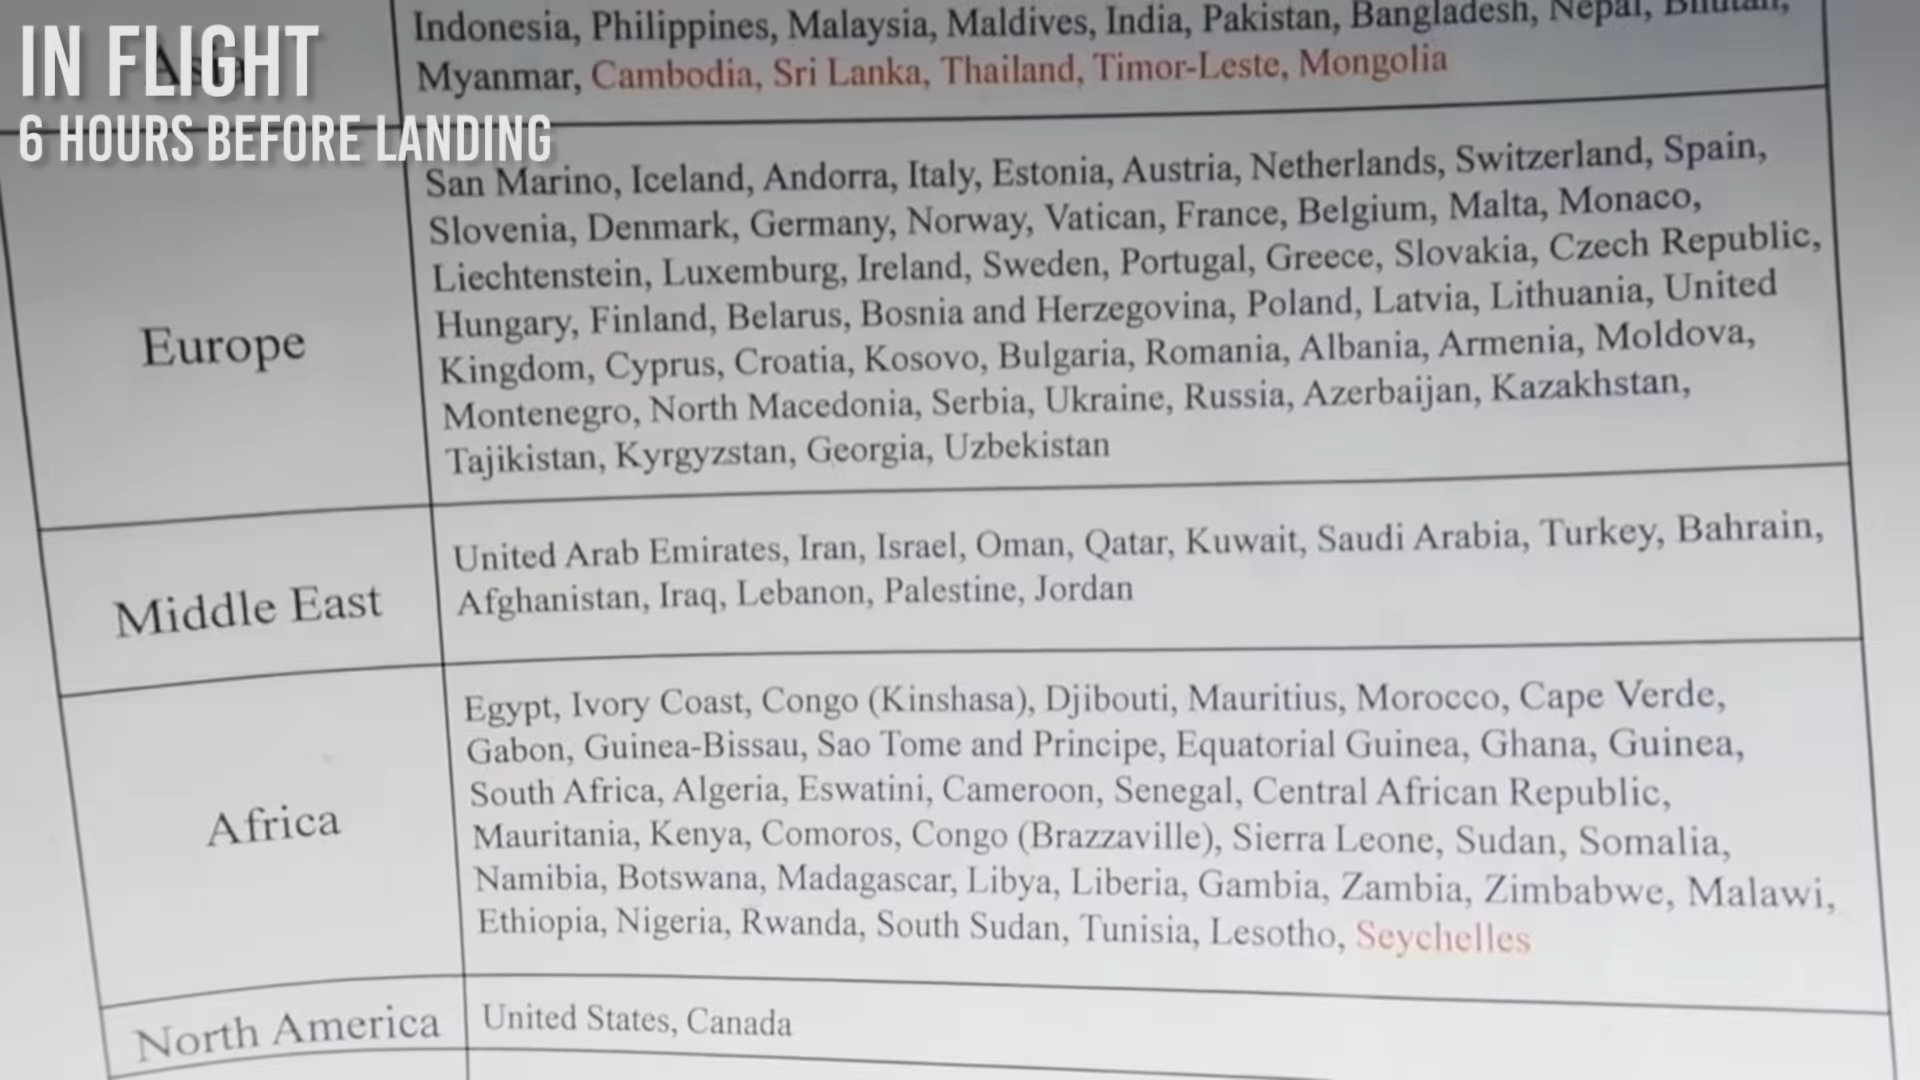 IN FLIGHT
6 HOURS BEFORE LANDING
Asia
Indonesia, Philippines, Malaysia, Maldives, India, Pakistan, Bangladesh, Nepal, Bhutan,
Myanmar, Cambodia, Sri Lanka, Thailand, Timor-Leste, Mongolia
Europe
San Marino, Iceland, Andorra, Italy, Estonia, Austria, Netherlands, Switzerland, Spain,
Slovenia, Denmark, Germany, Norway, Vatican, France, Belgium, Malta, Monaco,
Liechtenstein, Luxemburg, Ireland, Sweden, Portugal, Greece, Slovakia, Czech Republic,
Hungary, Finland, Belarus, Bosnia and Herzegovina, Poland, Latvia, Lithuania, United
Kingdom, Cyprus, Croatia, Kosovo, Bulgaria, Romania, Albania, Armenia, Moldova,
Montenegro, North Macedonia, Serbia, Ukraine, Russia, Azerbaijan, Kazakhstan,
Tajikistan, Kyrgyzstan, Georgia, Uzbekistan
Middle East
United Arab Emirates, Iran, Israel, Oman, Qatar, Kuwait, Saudi Arabia, Turkey, Bahrain,
Afghanistan, Iraq, Lebanon, Palestine, Jordan
Africa
Egypt, Ivory Coast, Congo (Kinshasa), Djibouti, Mauritius, Morocco, Cape Verde,
Gabon, Guinea-Bissau, Sao Tome and Principe, Equatorial Guinea, Ghana, Guinea,
South Africa, Algeria, Eswatini, Cameroon, Senegal, Central African Republic,
Mauritania, Kenya, Comoros, Congo (Brazzaville), Sierra Leone, Sudan, Somalia,
Namibia, Botswana, Madagascar, Libya, Liberia, Gambia, Zambia, Zimbabwe, Malawi,
Ethiopia, Nigeria, Rwanda, South Sudan, Tunisia, Lesotho, Seychelles
North America
United States, Canada